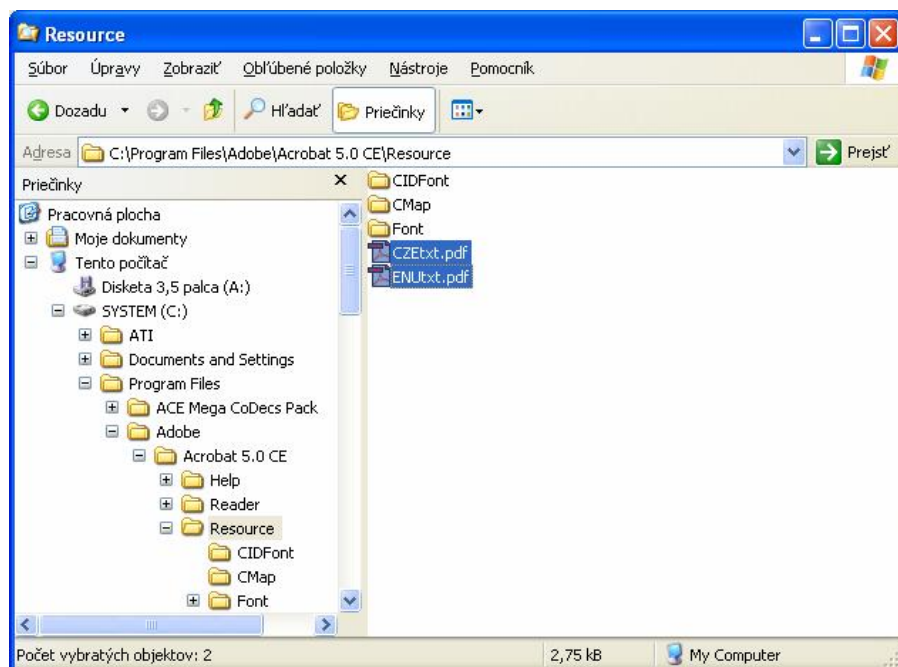 Resource
Súbor Úpravy Zobraziť Obľúbené položky Nástroje Pomocník
Dozadu Hľadať Priečinky
Adresa C:\Program Files\Adobe\Acrobat 5.0 CE\Resource Prejsť
Priečinky
Pracovná plocha
Moje dokumenty
Tento počítač
Disketa 3,5 palca (A:)
SYSTEM (C:)
ATI
Documents and Settings
Program Files
ACE Mega CoDecs Pack
Adobe
Acrobat 5.0 CE
Help
Reader
Resource
CIDFont
CMap
Font
CIDFont
CMap
Font
CZEtxt.pdf
ENUtxt.pdf
Počet vybratých objektov: 2 2,75 kB My Computer